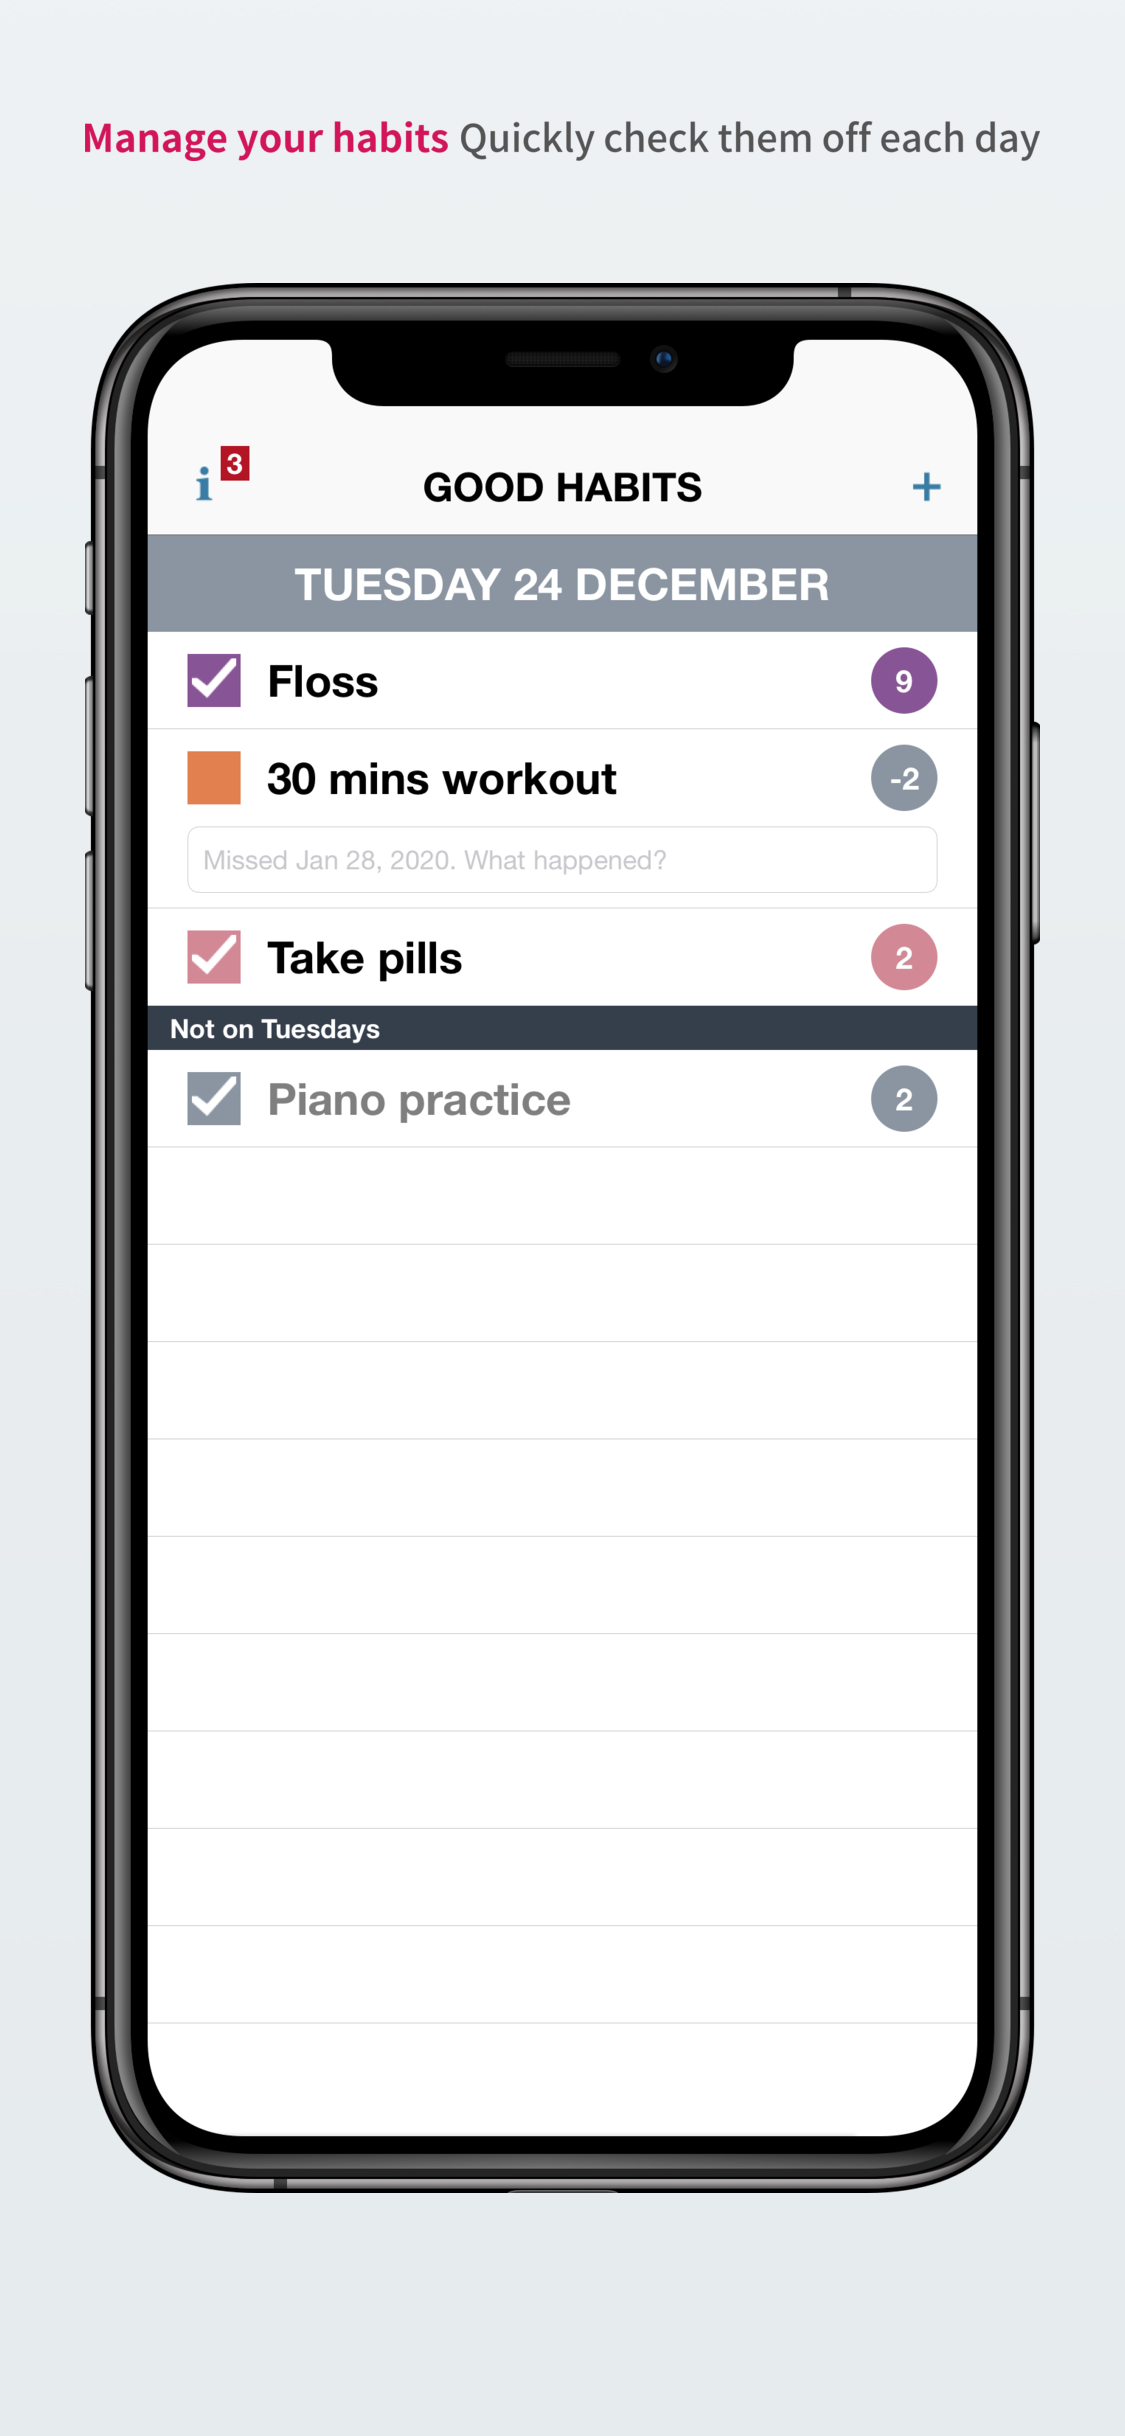 Manage your habits Quickly check them off each day
i 3
GOOD HABITS
+
TUESDAY 24 DECEMBER
Floss 9
30 mins workout -2
Missed Jan 28, 2020. What happened?
Take pills 2
Not on Tuesdays
Piano practice 2